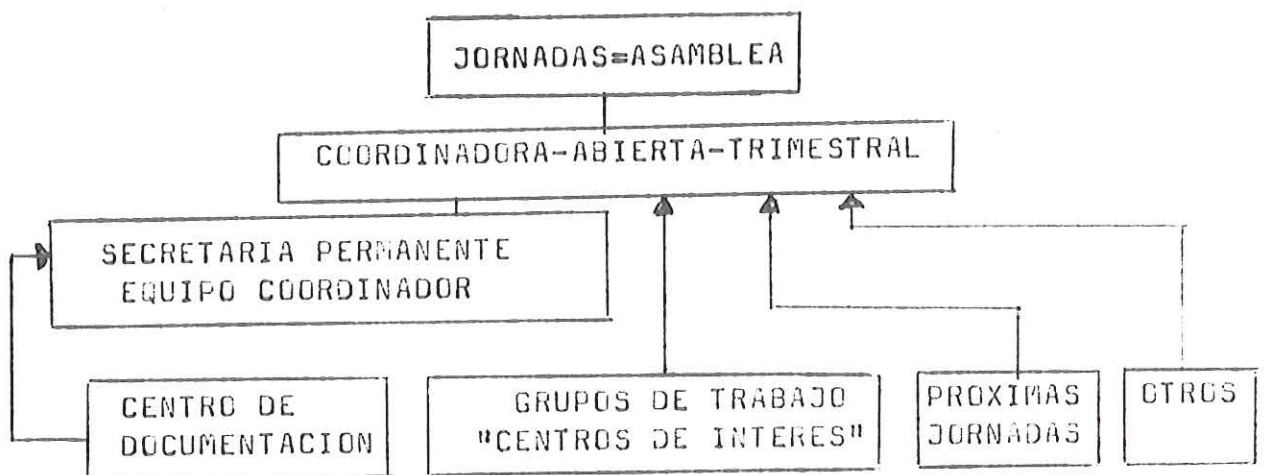 JORNADAS=ASAMBLEA
COORDINADORA-ABIERTA-TRIMESTRAL
SECRETARIA PERMANENTE
EQUIPO COORDINADOR
CENTRO DE
DOCUMENTACION
GRUPOS DE TRABAJO
"CENTROS DE INTERES"
PROXIMAS
JORNADAS
OTROS